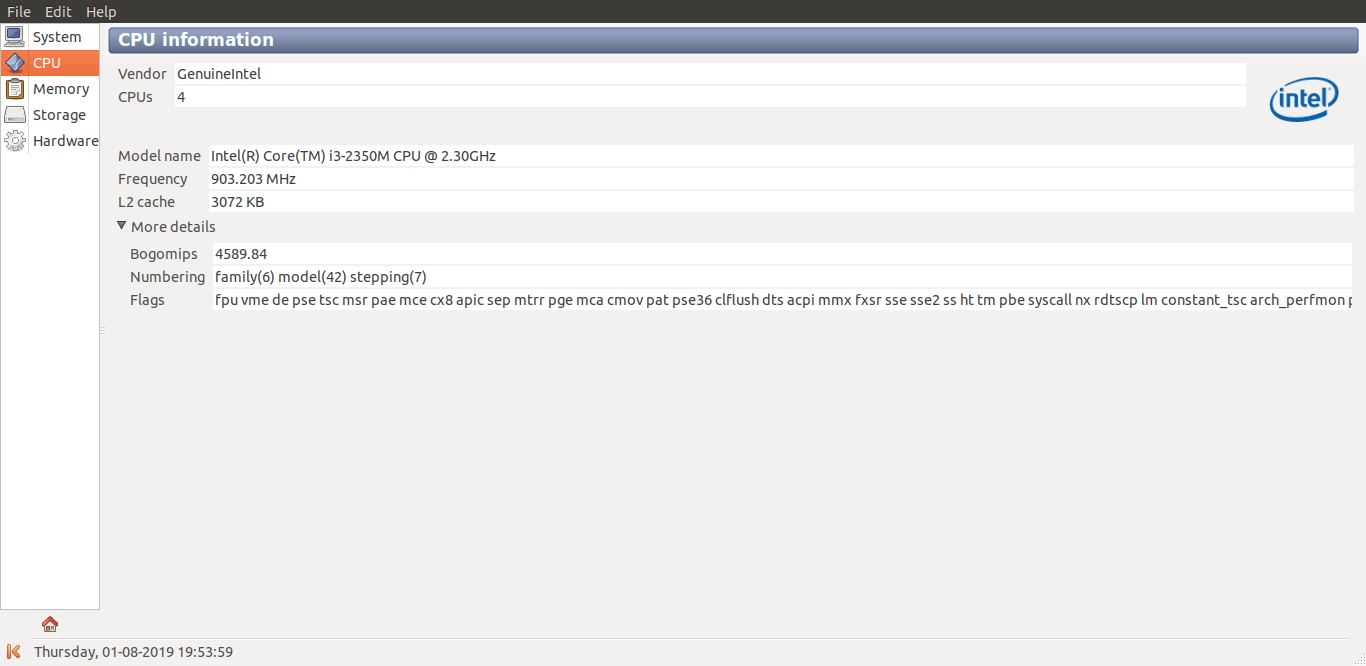 File Edit Help
System
CPU
Memory
Storage
Hardware
CPU information
Vendor GenuineIntel
CPUs 4
intel
Model name Intel(R) Core(TM) i3-2350M CPU @ 2.30GHz
Frequency 903.203 MHz
L2 cache 3072 KB
More details
Bogomips 4589.84
Numbering family(6) model(42) stepping(7)
Flags fpu vme de pse tsc msr pae mce cx8 apic sep mtrr pge mca cmov pat pse36 clflush dts acpi mmx fxsr sse sse2 ss ht tm pbe syscall nx rdtscp lm constant_tsc arch_perfmon
Thursday, 01-08-2019 19:53:59